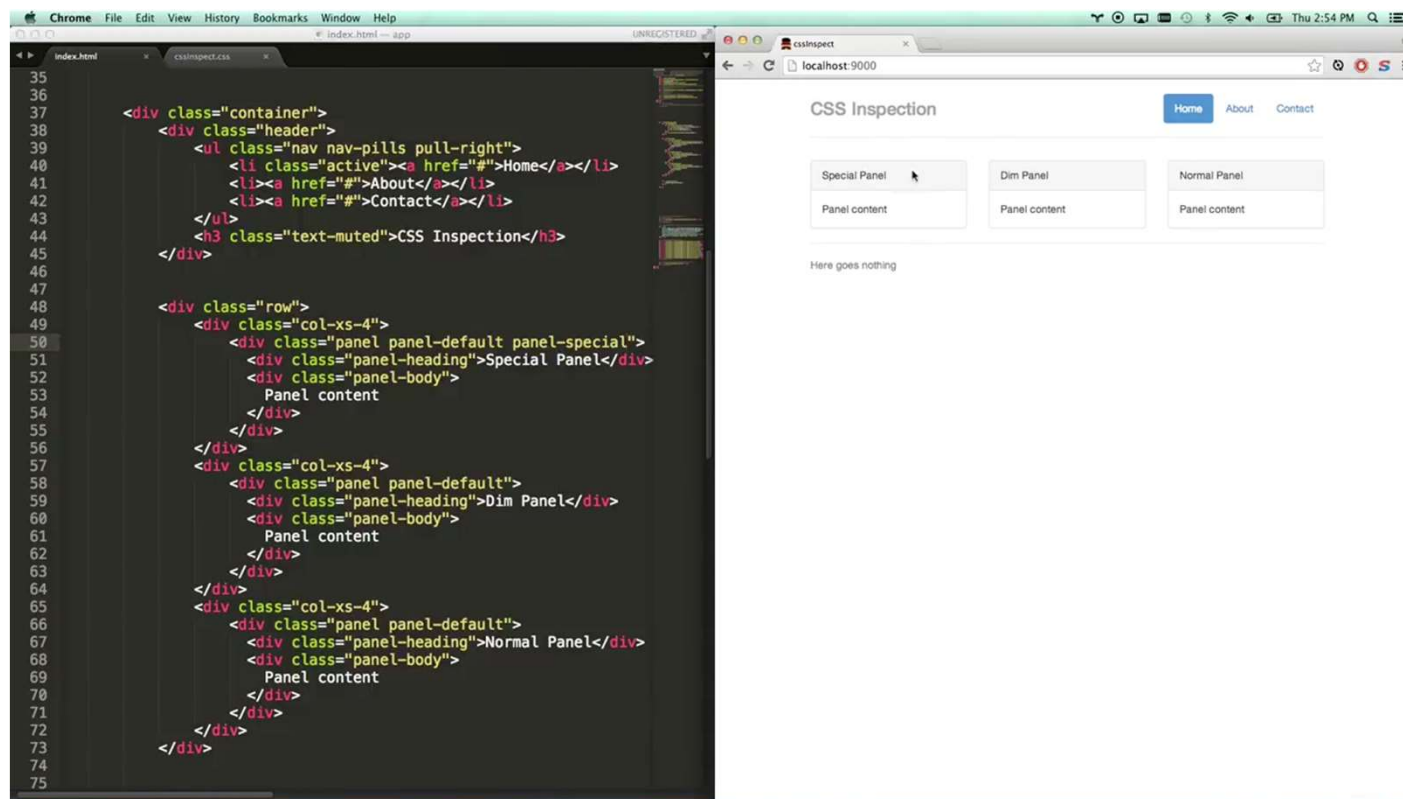 Chrome File Edit View History Bookmarks Window Help
Thu 2:54 PM
index.html — app
UNREGISTERED
index.html
cssinspect.css
35
36
37 <div class="container">
38 <div class="header">
39 <ul class="nav nav-pills pull-right">
40 <li class="active"><a href="#">Home</a></li>
41 <li><a href="#">About</a></li>
42 <li><a href="#">Contact</a></li>
43 </ul>
44 <h3 class="text-muted">CSS Inspection</h3>
45 </div>
46
47
48 <div class="row">
49 <div class="col-xs-4">
50 <div class="panel panel-default panel-special">
51 <div class="panel-heading">Special Panel</div>
52 <div class="panel-body">
53 Panel content
54 </div>
55 </div>
56 </div>
57 <div class="col-xs-4">
58 <div class="panel panel-default">
59 <div class="panel-heading">Dim Panel</div>
60 <div class="panel-body">
61 Panel content
62 </div>
63 </div>
64 </div>
65 <div class="col-xs-4">
66 <div class="panel panel-default">
67 <div class="panel-heading">Normal Panel</div>
68 <div class="panel-body">
69 Panel content
70 </div>
71 </div>
72 </div>
73 </div>
74
75
cssInspect
localhost:9000
CSS Inspection
Home About Contact
Special Panel Dim Panel Normal Panel
Panel content Panel content Panel content
Here goes nothing